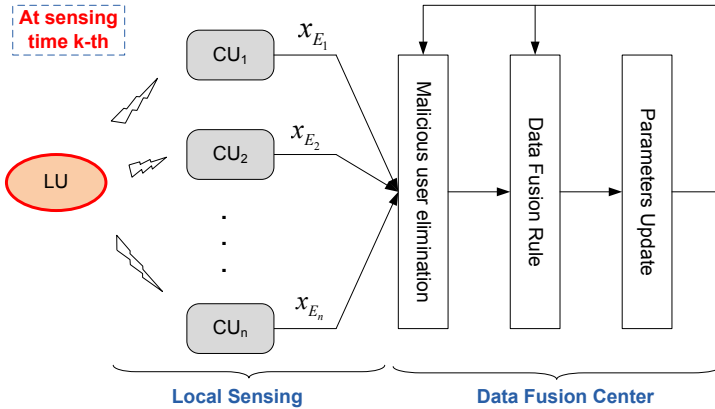 At sensing
time k-th
LU
CU1
CU2
.
.
.
CUn
xE1
xE2
xEn
Malicious user elimination
Data Fusion Rule
Parameters Update
Local Sensing
Data Fusion Center